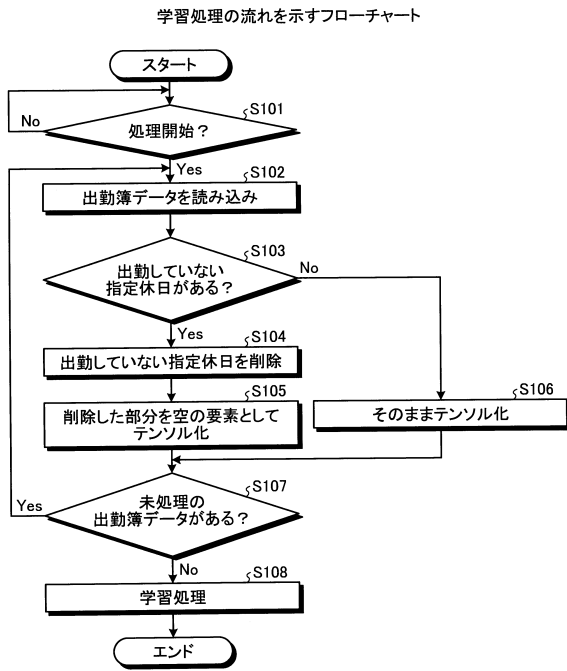 学習処理の流れを示すフローチャート
スタート
S101
No
処理開始？
Yes
S102
出勤簿データを読み込み
S103
出勤していない
指定休日がある？
No
Yes
S104
出勤していない指定休日を削除
S105
削除した部分を空の要素として
テンソル化
S106
そのままテンソル化
S107
Yes
未処理の
出勤簿データがある？
No
S108
学習処理
エンド